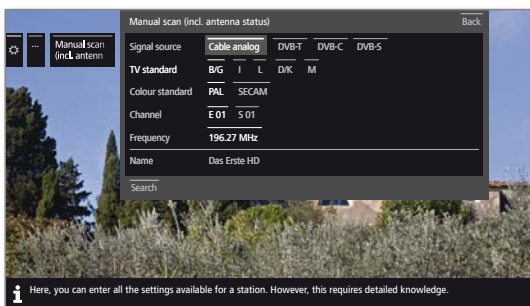 Manual scan (incl. antenna status) Back
... Manual scan
(incl. antenn
Signal source Cable analog DVB-T DVB-C DVB-S
TV standard B/G I L D/K M
Colour standard PAL SECAM
Channel E 01 S 01
Frequency 196.27 MHz
Name Das Erste HD
Search
i Here, you can enter all the settings available for a station. However, this requires detailed knowledge.